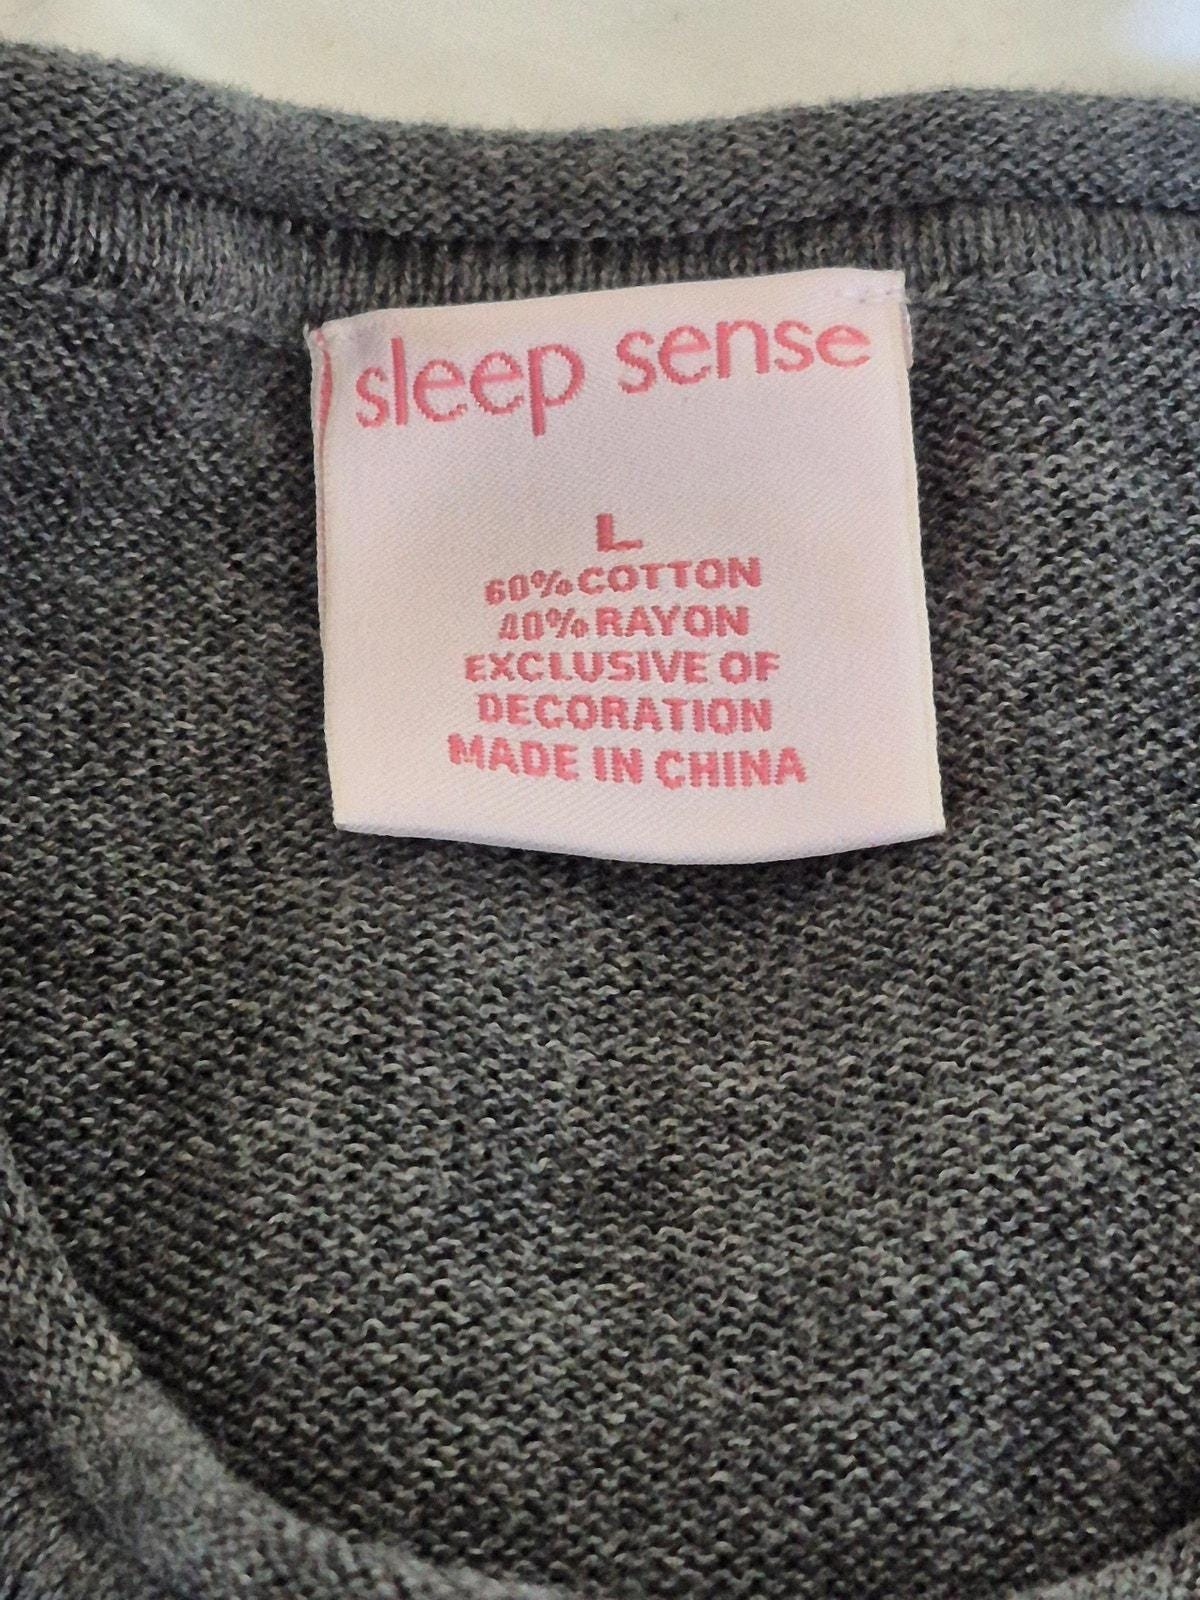 sleep sense
L
60% COTTON
40% RAYON
EXCLUSIVE OF
DECORATION
MADE IN CHINA